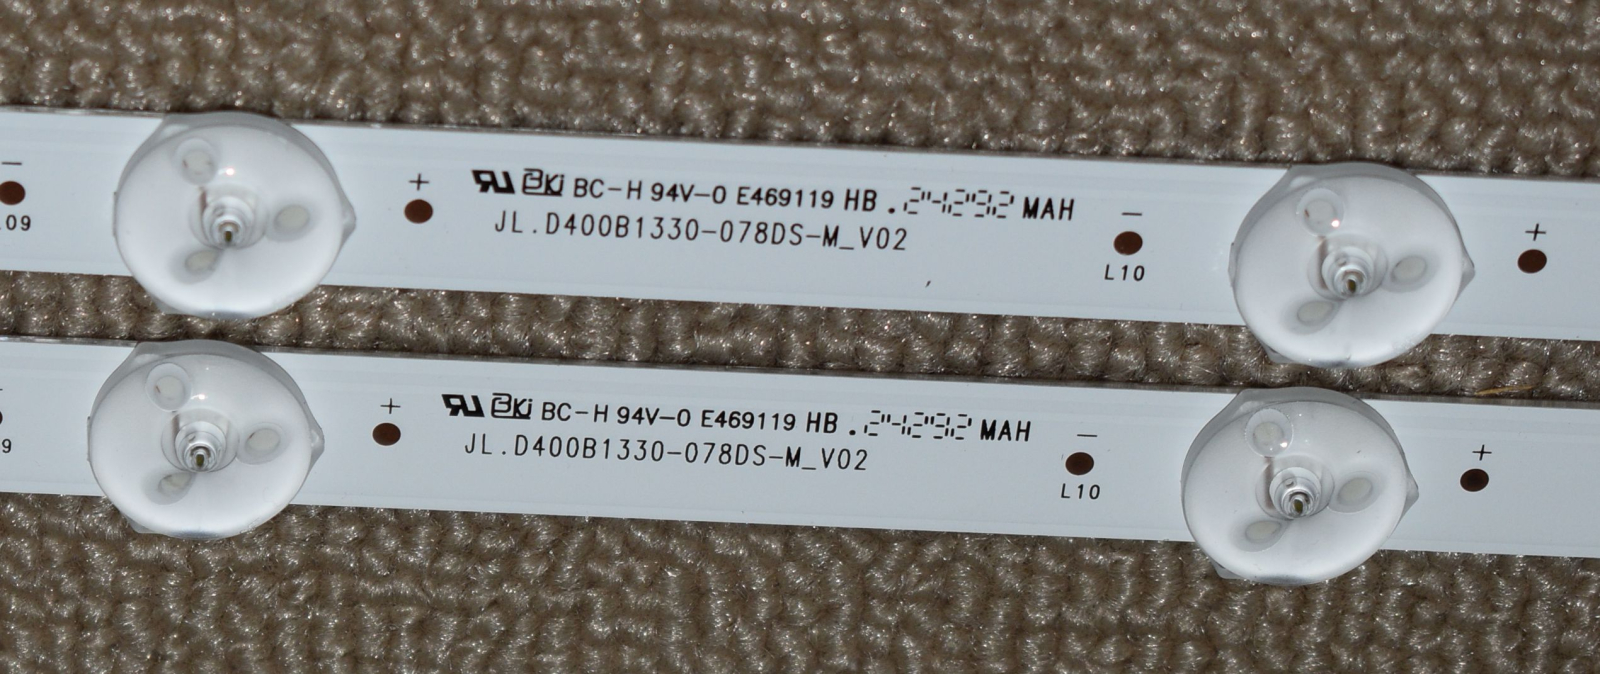 –
.09
+
BC-H 94V-0 E469119 HB . MAH
JL.D400B1330-078DS-M_V02
–
L10
+
9
+
BC-H 94V-0 E469119 HB . MAH
JL.D400B1330-078DS-M_V02
–
L10
+